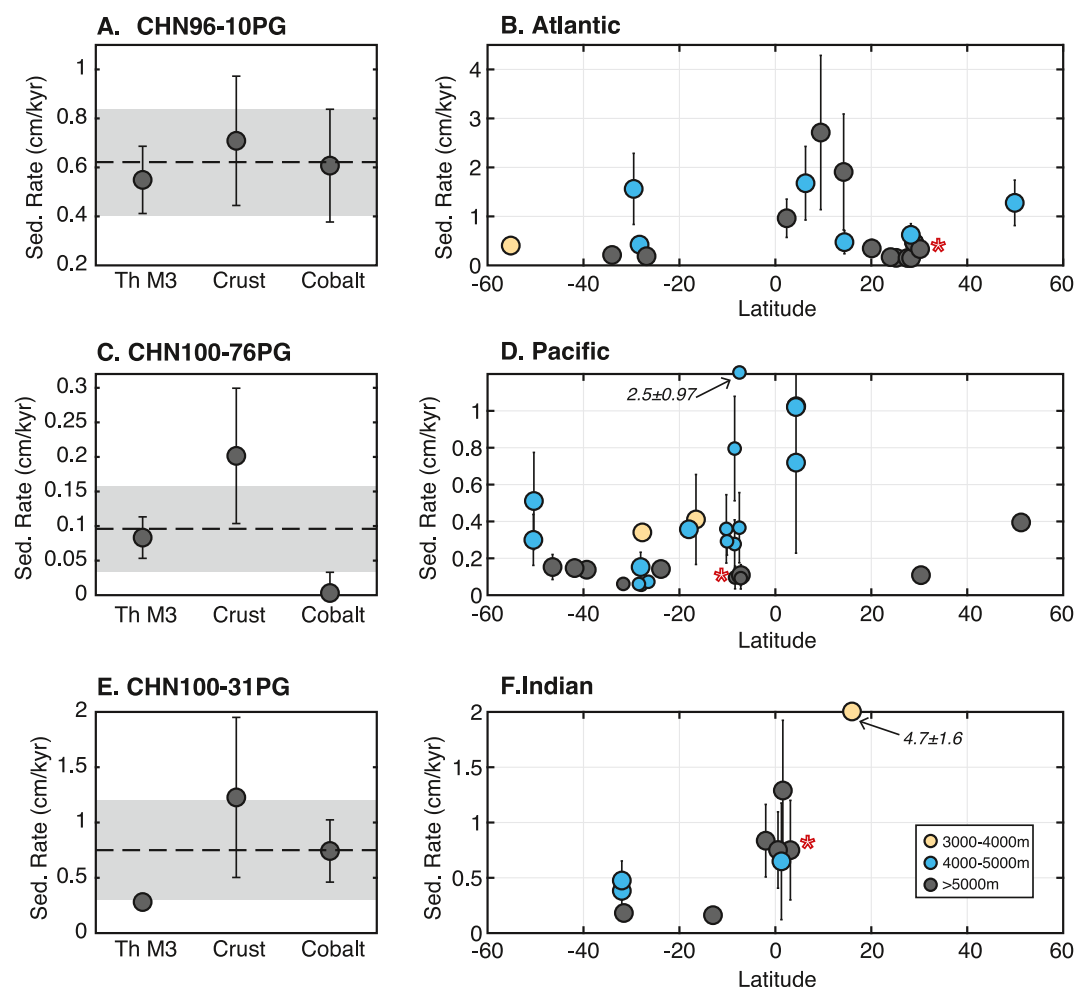 A. CHN96-10PG
Sed. Rate (cm/kyr)
1
0.8
0.6
0.4
0.2
Th M3 Crust Cobalt
B. Atlantic
Sed. Rate (cm/kyr)
4
3
2
1
0
-60 -40 -20 0 20 40 60
Latitude
*
C. CHN100-76PG
Sed. Rate (cm/kyr)
0.3
0.25
0.2
0.15
0.1
0.05
0
Th M3 Crust Cobalt
D. Pacific
Sed. Rate (cm/kyr)
1
0.8
0.6
0.4
0.2
0
2.5±0.97
*
-60 -40 -20 0 20 40 60
Latitude
E. CHN100-31PG
Sed. Rate (cm/kyr)
2
1.5
1
0.5
0
Th M3 Crust Cobalt
F.Indian
Sed. Rate (cm/kyr)
2
1.5
1
0.5
0
4.7±1.6
*
3000-4000m
4000-5000m
>5000m
-60 -40 -20 0 20 40 60
Latitude